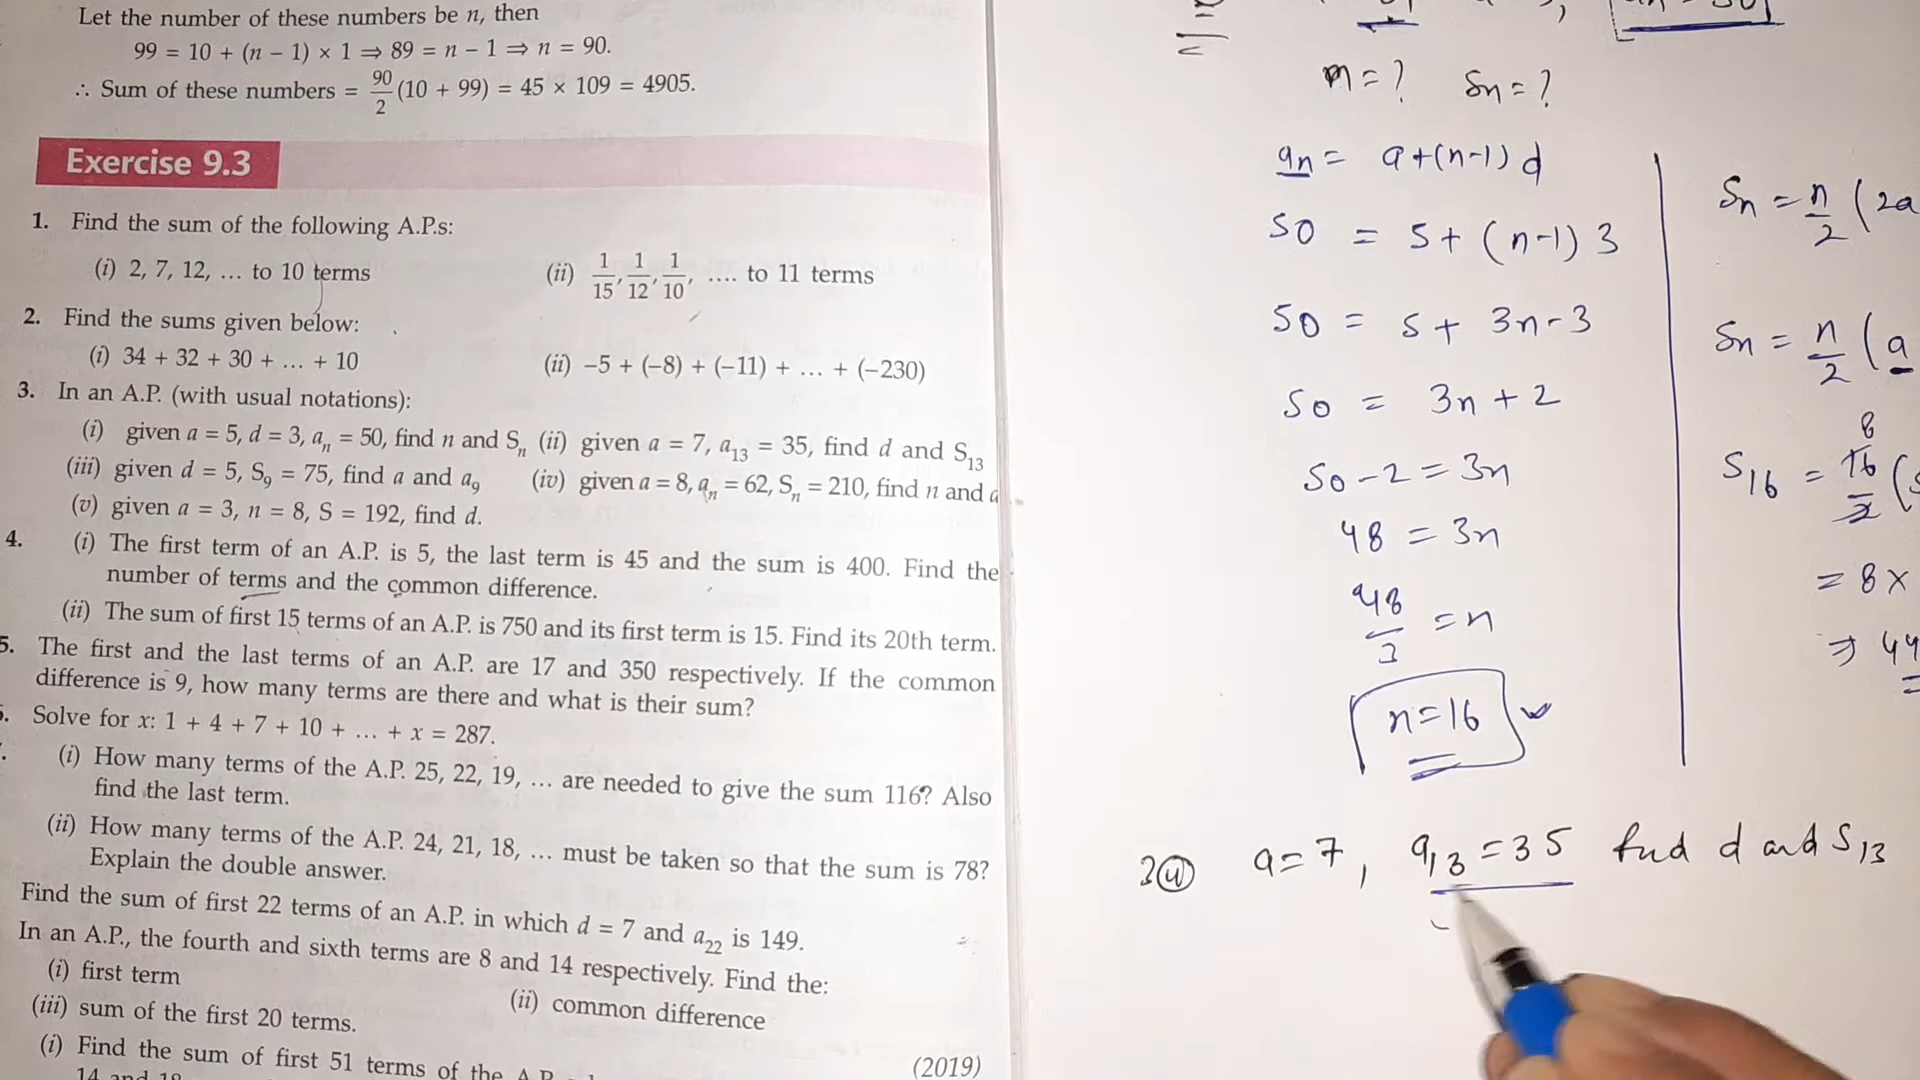 Let the number of these numbers be n, then
99 = 10 + (n − 1) × 1 ⇒ 89 = n − 1 ⇒ n = 90.
∴ Sum of these numbers = 90/2 (10 + 99) = 45 × 109 = 4905.
Exercise 9.3
1. Find the sum of the following A.P.s:
(i) 2, 7, 12, ... to 10 terms (ii) 1/15, 1/12, 1/10, .... to 11 terms
2. Find the sums given below:
(i) 34 + 32 + 30 + ... + 10 (ii) −5 + (−8) + (−11) + ... + (−230)
3. In an A.P. (with usual notations):
(i) given a = 5, d = 3, aₙ = 50, find n and Sₙ (ii) given a = 7, a₁₃ = 35, find d and S₁₃
(iii) given d = 5, S₉ = 75, find a and a₉ (iv) given a = 8, aₙ = 62, Sₙ = 210, find n and
(v) given a = 3, n = 8, S = 192, find d.
4. (i) The first term of an A.P. is 5, the last term is 45 and the sum is 400. Find the
number of terms and the common difference.
(ii) The sum of first 15 terms of an A.P. is 750 and its first term is 15. Find its 20th term.
5. The first and the last terms of an A.P. are 17 and 350 respectively. If the common
difference is 9, how many terms are there and what is their sum?
Solve for x: 1 + 4 + 7 + 10 + ... + x = 287.
(i) How many terms of the A.P. 25, 22, 19, ... are needed to give the sum 116? Also
find the last term.
(ii) How many terms of the A.P. 24, 21, 18, ... must be taken so that the sum is 78?
Explain the double answer.
Find the sum of first 22 terms of an A.P. in which d = 7 and a₂₂ is 149.
In an A.P., the fourth and sixth terms are 8 and 14 respectively. Find the:
(i) first term
(ii) common difference
(iii) sum of the first 20 terms.
(i) Find the sum of first 51 terms of the A.P.
(2019)
n = ? Sn = ?
an = a+(n-1) d
50 = 5+ (n-1) 3
50 = 5+ 3n-3
50 = 3n+2
50-2 = 3n
48 = 3n
48/3 = n
n=16
Sn = n/2 (2a
Sn = n/2 (a
8
S16 = 16/2 (
= 8 ×
⇒ 44
3(ii) a=7, a13 = 35 find d and S13